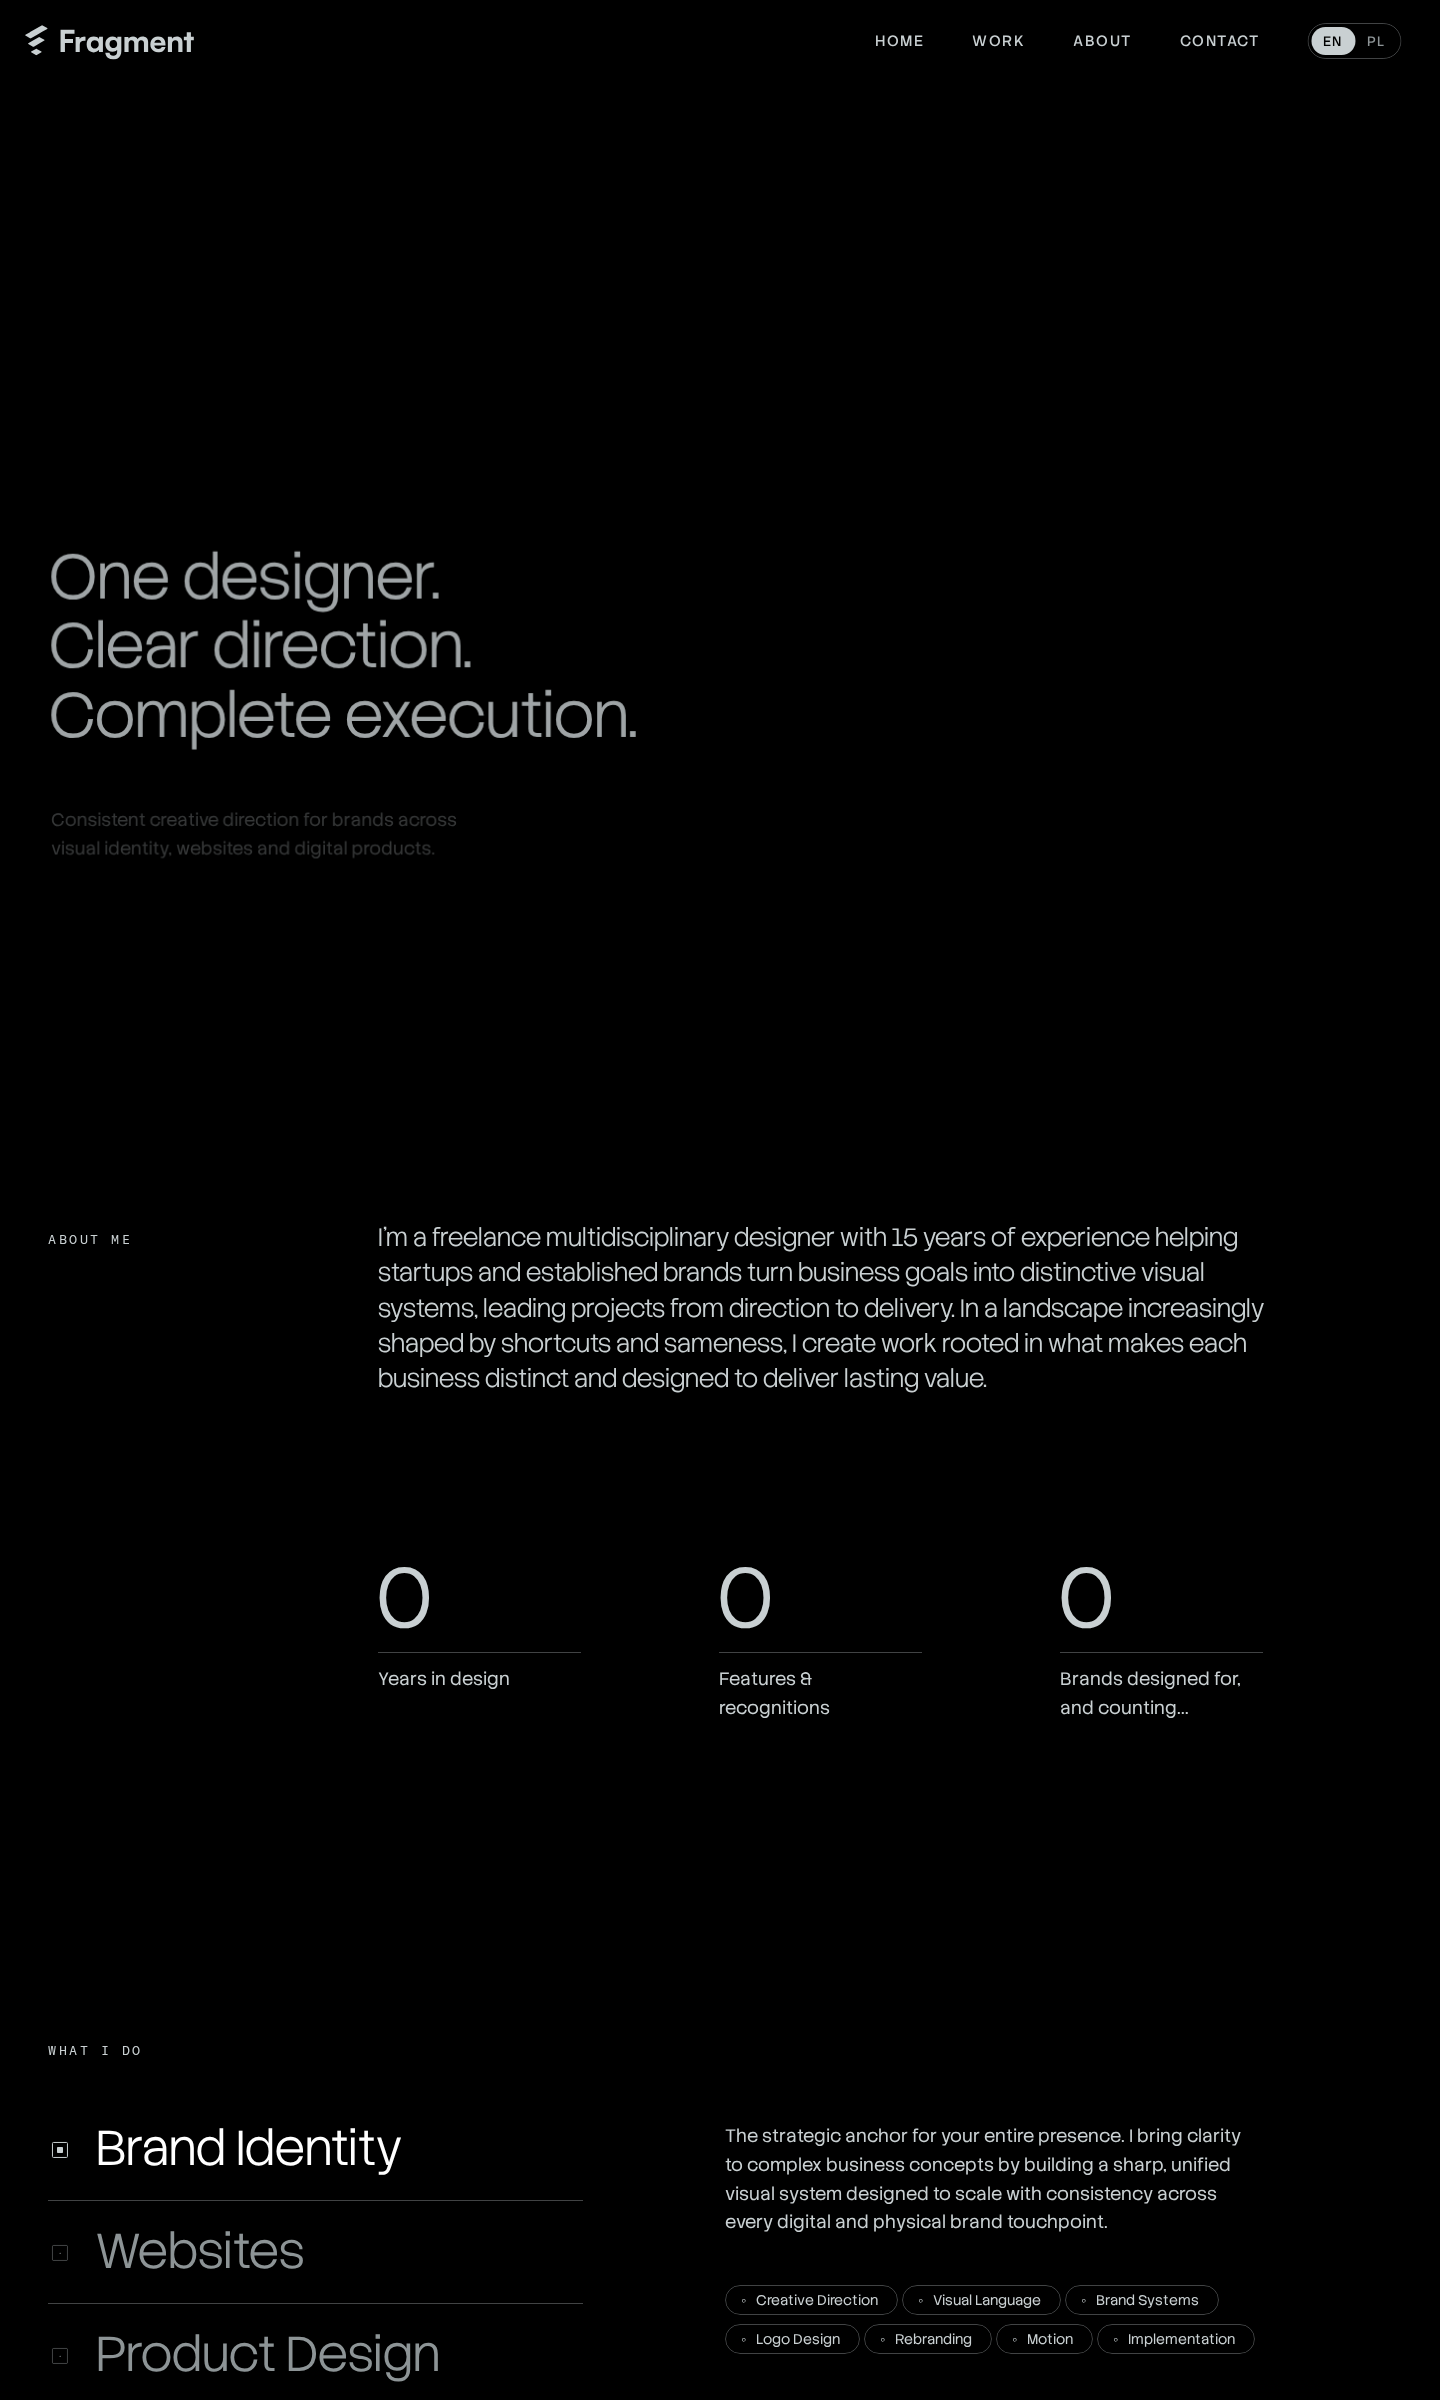 Fragment
HOME WORK ABOUT CONTACT EN PL
One designer.
Clear direction.
Complete execution.
Consistent creative direction for brands across
visual identity, websites and digital products.
ABOUT ME
I'm a freelance multidisciplinary designer with 15 years of experience helping
startups and established brands turn business goals into distinctive visual
systems, leading projects from direction to delivery. In a landscape increasingly
shaped by shortcuts and sameness, I create work rooted in what makes each
business distinct and designed to deliver lasting value.
0
Years in design
0
Features &
recognitions
0
Brands designed for,
and counting...
WHAT I DO
Brand Identity
Websites
Product Design
The strategic anchor for your entire presence. I bring clarity
to complex business concepts by building a sharp, unified
visual system designed to scale with consistency across
every digital and physical brand touchpoint.
Creative Direction Visual Language Brand Systems
Logo Design Rebranding Motion Implementation